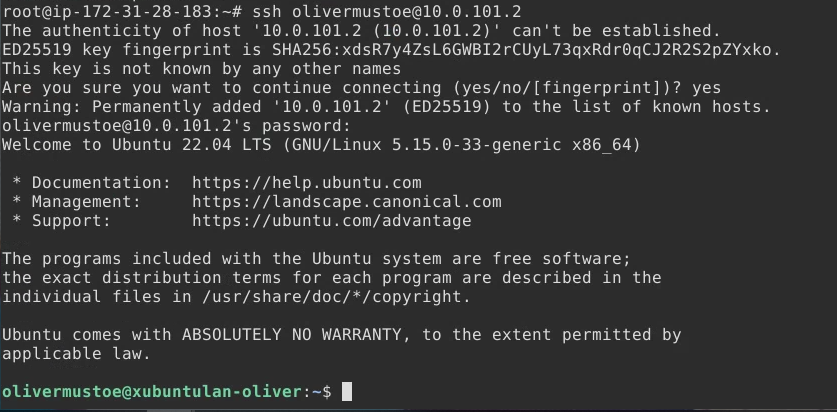 root@ip-172-31-28-183:~# ssh olivermustoe@10.0.101.2
The authenticity of host '10.0.101.2 (10.0.101.2)' can't be established.
ED25519 key fingerprint is SHA256:xdsR7y4ZsL6GWBI2rCUyL73qxRdr0qCJ2R2S2pZYxko.
This key is not known by any other names
Are you sure you want to continue connecting (yes/no/[fingerprint])? yes
Warning: Permanently added '10.0.101.2' (ED25519) to the list of known hosts.
olivermustoe@10.0.101.2's password:
Welcome to Ubuntu 22.04 LTS (GNU/Linux 5.15.0-33-generic x86_64)

 * Documentation:  https://help.ubuntu.com
 * Management:     https://landscape.canonical.com
 * Support:        https://ubuntu.com/advantage

The programs included with the Ubuntu system are free software;
the exact distribution terms for each program are described in the
individual files in /usr/share/doc/*/copyright.

Ubuntu comes with ABSOLUTELY NO WARRANTY, to the extent permitted by
applicable law.

olivermustoe@xubuntulan-oliver:~$